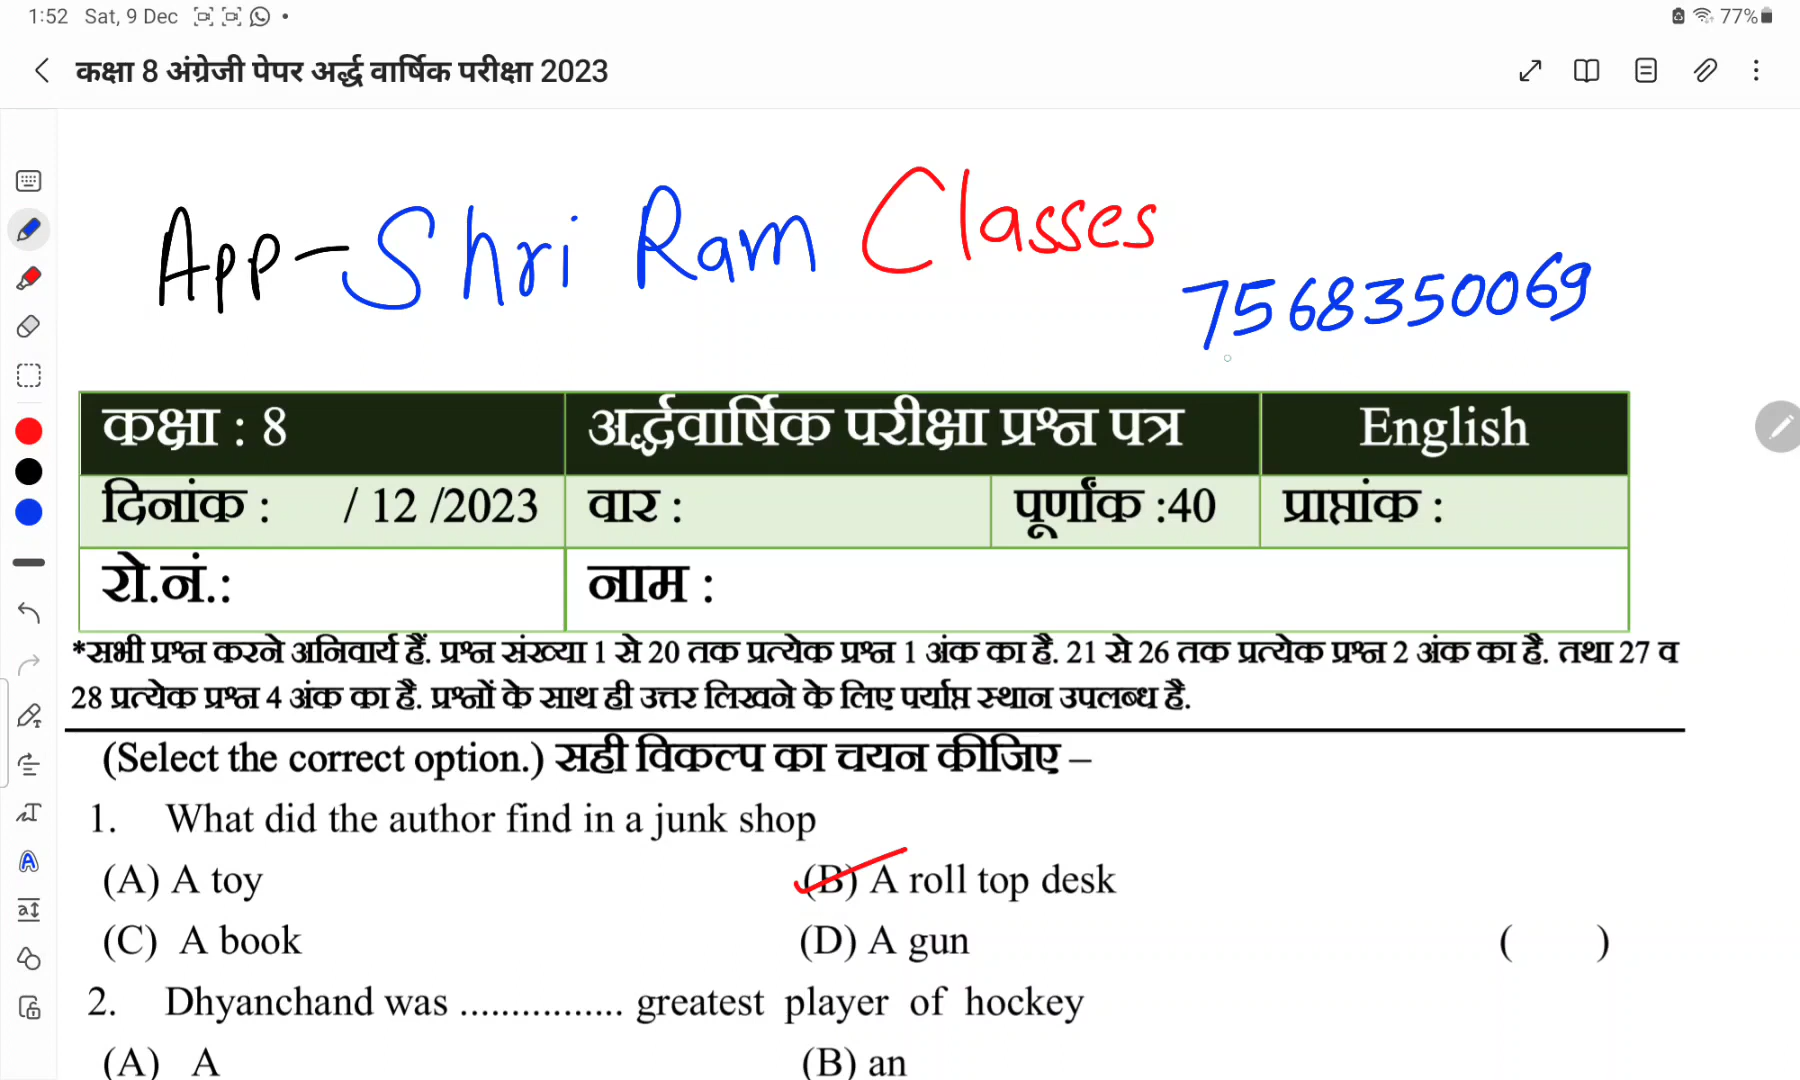 1:52 Sat, 9 Dec
77%
कक्षा 8 अंग्रेजी पेपर अर्द्ध वार्षिक परीक्षा 2023
App-Shri Ram Classes
7568350069
कक्षा : 8 अर्द्धवार्षिक परीक्षा प्रश्न पत्र English
दिनांक : / 12 /2023 वार : पूर्णांक :40 प्राप्तांक :
रो.नं.: नाम :
*सभी प्रश्न करने अनिवार्य हैं. प्रश्न संख्या 1 से 20 तक प्रत्येक प्रश्न 1 अंक का है. 21 से 26 तक प्रत्येक प्रश्न 2 अंक का है. तथा 27 व
28 प्रत्येक प्रश्न 4 अंक का है. प्रश्नों के साथ ही उत्तर लिखने के लिए पर्याप्त स्थान उपलब्ध है.
(Select the correct option.) सही विकल्प का चयन कीजिए –
1. What did the author find in a junk shop
(A) A toy (B) A roll top desk
(C) A book (D) A gun ( )
2. Dhyanchand was ............... greatest player of hockey
(A) A (B) an